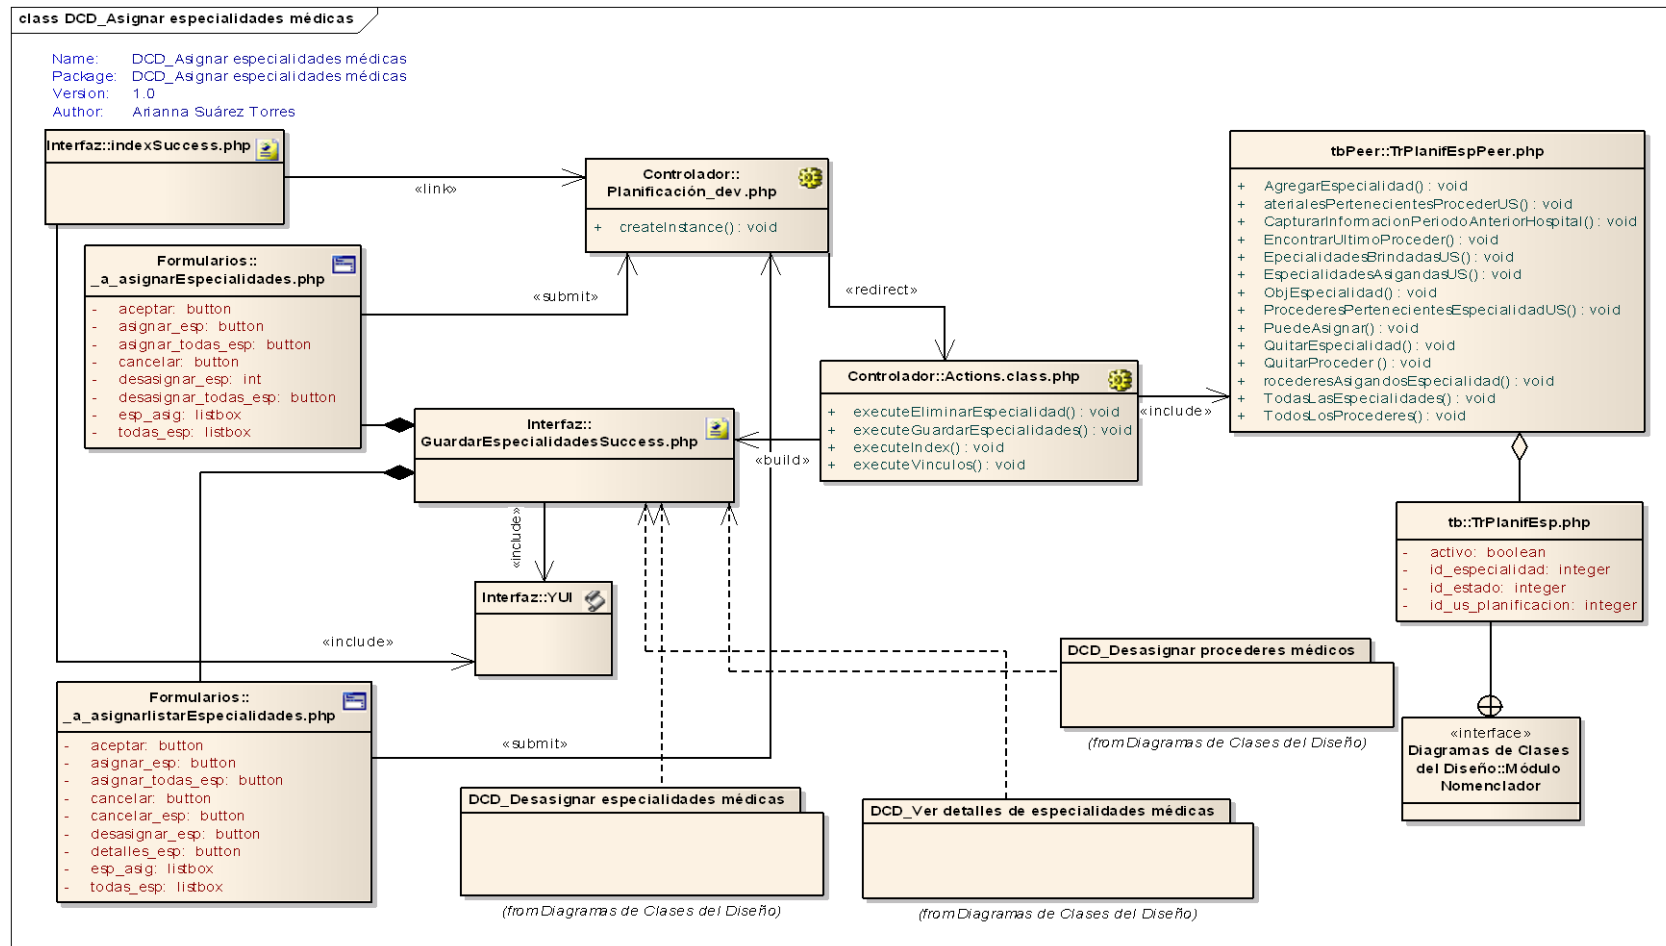 class DCD_Asignar especialidades médicas
Name: DCD_Asignar especialidades médicas
Package: DCD_Asignar especialidades médicas
Version: 1.0
Author: Arianna Suárez Torres
Interfaz::indexSuccess.php
«link»
Controlador::
Planificación_dev.php
+ createInstance() : void
Formularios::
_a_asignarEspecialidades.php
- aceptar: button
- asignar_esp: button
- asignar_todas_esp: button
- cancelar: button
- desasignar_esp: int
- desasignar_todas_esp: button
- esp_asig: listbox
- todas_esp: listbox
«submit»
«redirect»
tbPeer::TrPlanifEspPeer.php
+ AgregarEspecialidad() : void
+ aterialesPertenecientesProcederUS() : void
+ CapturarInformacionPeriodoAnteriorHospital() : void
+ EncontrarUltimoProceder() : void
+ EpecialidadesBrindadasUS() : void
+ EspecialidadesAsigandasUS() : void
+ ObjEspecialidad() : void
+ ProcederesPertenecientesEspecialidadUS() : void
+ PuedeAsignar() : void
+ QuitarEspecialidad() : void
+ QuitarProceder () : void
+ rocederesAsigandosEspecialidad() : void
+ TodasLasEspecialidades() : void
+ TodosLosProcederes() : void
Controlador::Actions.class.php
+ executeEliminarEspecialidad() : void
+ executeGuardarEspecialidades() : void
+ executeIndex() : void
+ executeVinculos() : void
«include»
Interfaz::
GuardarEspecialidadesSuccess.php
«build»
«include»
tb::TrPlanifEsp.php
- activo: boolean
- id_especialidad: integer
- id_estado: integer
- id_us_planificacion: integer
Interfaz::YUI
«include»
DCD_Desasignar procederes médicos
(from Diagramas de Clases del Diseño)
Formularios::
_a_asignarlistarEspecialidades.php
- aceptar: button
- asignar_esp: button
- asignar_todas_esp: button
- cancelar: button
- cancelar_esp: button
- desasignar_esp: button
- detalles_esp: button
- esp_asig: listbox
- todas_esp: listbox
«submit»
«interface»
Diagramas de Clases
del Diseño::Módulo
Nomenclador
DCD_Desasignar especialidades médicas
(from Diagramas de Clases del Diseño)
DCD_Ver detalles de especialidades médicas
(from Diagramas de Clases del Diseño)